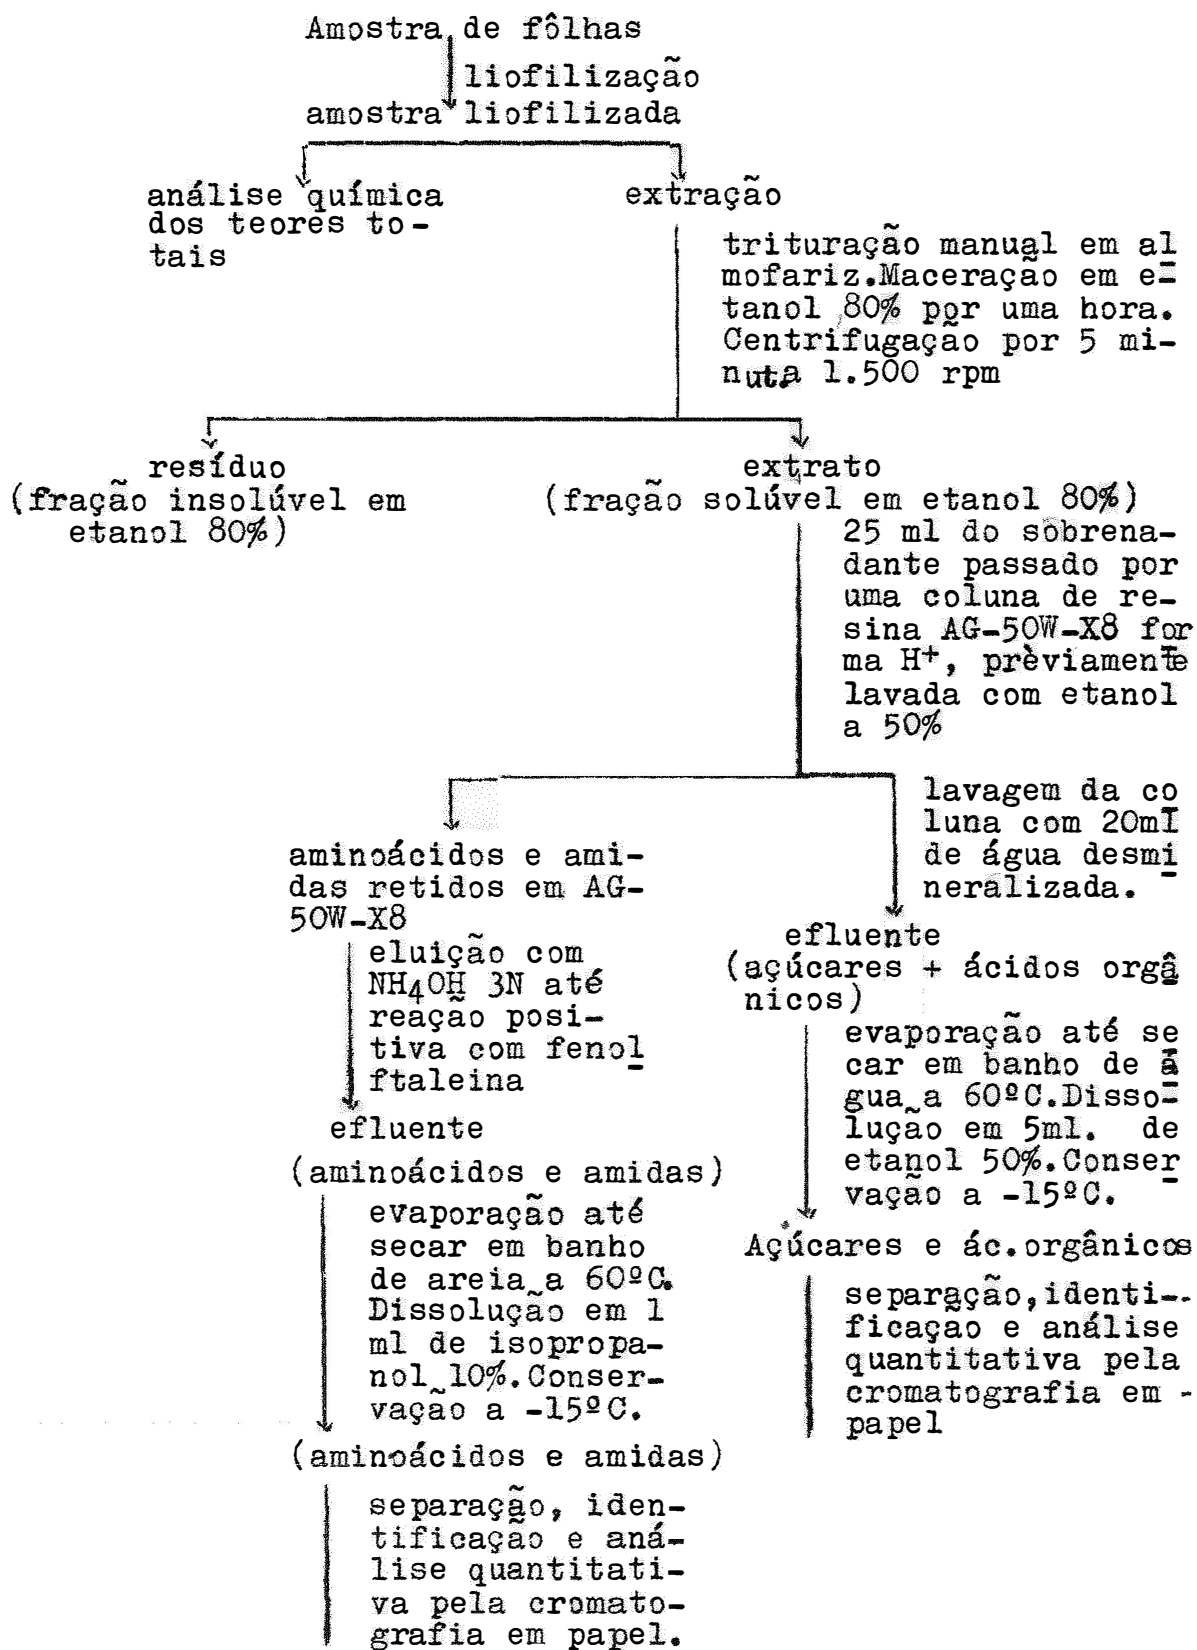 Amostra de fôlhas
liofilização
amostra liofilizada
análise química
dos teores to-
tais
extração
trituração manual em al
mofariz.Maceração em e-
tanol 80% por uma hora.
Centrifugação por 5 mi-
nut.a 1.500 rpm
resíduo
(fração insolúvel em
etanol 80%)
extrato
(fração solúvel em etanol 80%)
25 ml do sobrena-
dante passado por
uma coluna de re-
sina AG-50W-X8 for
ma H+, prèviamente
lavada com etanol
a 50%
aminoácidos e ami-
das retidos em AG-
50W-X8
eluição com
NH4OH 3N até
reação posi-
tiva com fenol
ftaleina
efluente
(aminoácidos e amidas)
evaporação até
secar em banho
de areia a 60ºC.
Dissolução em 1
ml de isopropa-
nol 10%.Conser-
vação a -15ºC.
(aminoácidos e amidas)
separação, iden-
tificação e aná-
lise quantitati-
va pela cromato-
grafia em papel.
lavagem da co
luna com 20ml
de água desmi
neralizada.
efluente
(açúcares + ácidos orgâ
nicos)
evaporação até se
car em banho de á
gua a 60ºC.Disso-
lução em 5ml. de
etanol 50%.Conser
vação a -15ºC.
Açúcares e ác.orgânicos
separação,identi-
ficação e análise
quantitativa pela
cromatografia em
papel